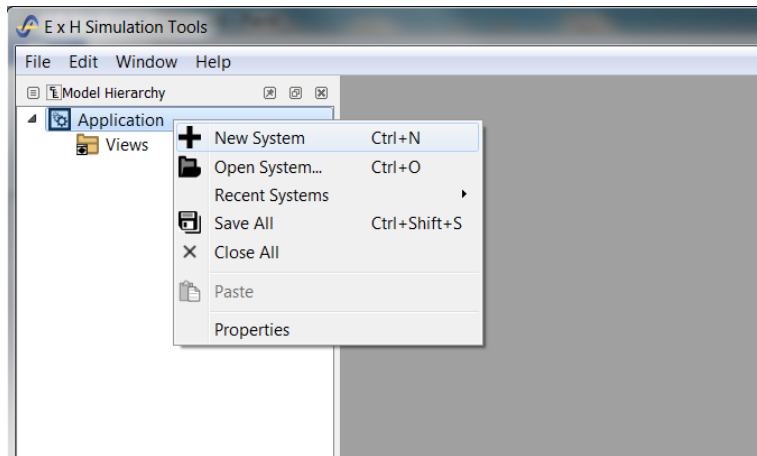 E x H Simulation Tools
File Edit Window Help
Model Hierarchy
Application
Views
New System Ctrl+N
Open System... Ctrl+O
Recent Systems
Save All Ctrl+Shift+S
Close All
Paste
Properties